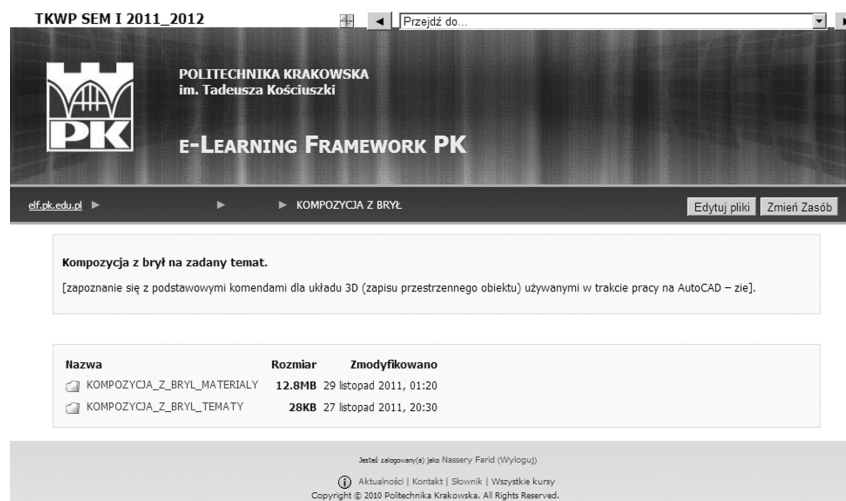 TKWP SEM I 2011_2012
Przejdź do...
POLITECHNIKA KRAKOWSKA
im. Tadeusza Kościuszki
PK
e-Learning Framework PK
elf.pk.edu.pl ► ► ► KOMPOZYCJA Z BRYŁ
Edytuj pliki Zmień Zasób
Kompozycja z brył na zadany temat.
[zapoznanie się z podstawowymi komendami dla układu 3D (zapisu przestrzennego obiektu) używanymi w trakcie pracy na AutoCAD – zie].
Nazwa Rozmiar Zmodyfikowano
KOMPOZYCJA_Z_BRYL_MATERIALY 12.8MB 29 listopad 2011, 01:20
KOMPOZYCJA_Z_BRYL_TEMATY 28KB 27 listopad 2011, 20:30
Jesteś zalogowany(a) jako Nassery Farid (Wyloguj)
Aktualności | Kontakt | Słownik | Wszystkie kursy
Copyright © 2010 Politechnika Krakowska. All Rights Reserved.